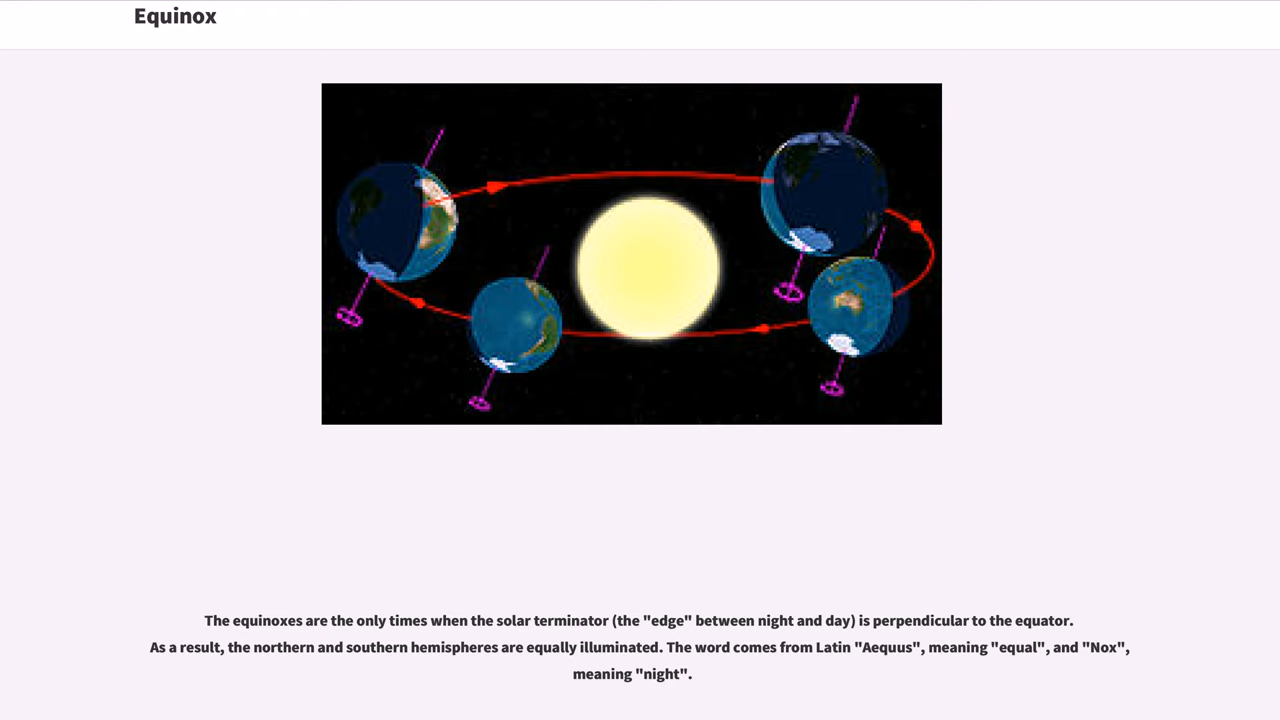 Equinox
The equinoxes are the only times when the solar terminator (the "edge" between night and day) is perpendicular to the equator.
As a result, the northern and southern hemispheres are equally illuminated. The word comes from Latin "Aequus", meaning "equal", and "Nox",
meaning "night".